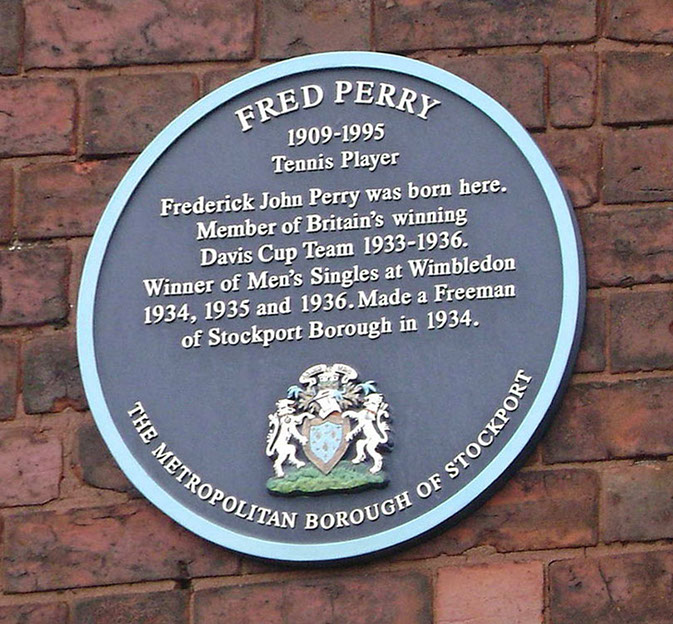 FRED PERRY
1909-1995
Tennis Player
Frederick John Perry was born here.
Member of Britain's winning
Davis Cup Team 1933-1936.
Winner of Men's Singles at Wimbledon
1934, 1935 and 1936. Made a Freeman
of Stockport Borough in 1934.
THE METROPOLITAN BOROUGH OF STOCKPORT